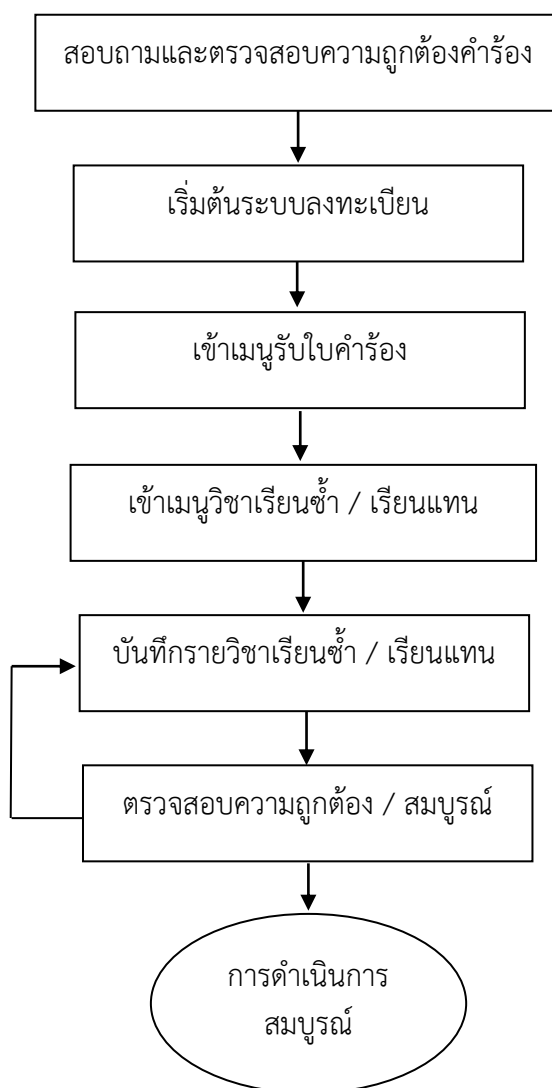 สอบถามและตรวจสอบความถูกต้องคำร้อง
เริ่มต้นระบบลงทะเบียน
เข้าเมนูรับใบคำร้อง
เข้าเมนูวิชาเรียนซ้ำ / เรียนแทน
บันทึกรายวิชาเรียนซ้ำ / เรียนแทน
ตรวจสอบความถูกต้อง / สมบูรณ์
การดำเนินการ
สมบูรณ์